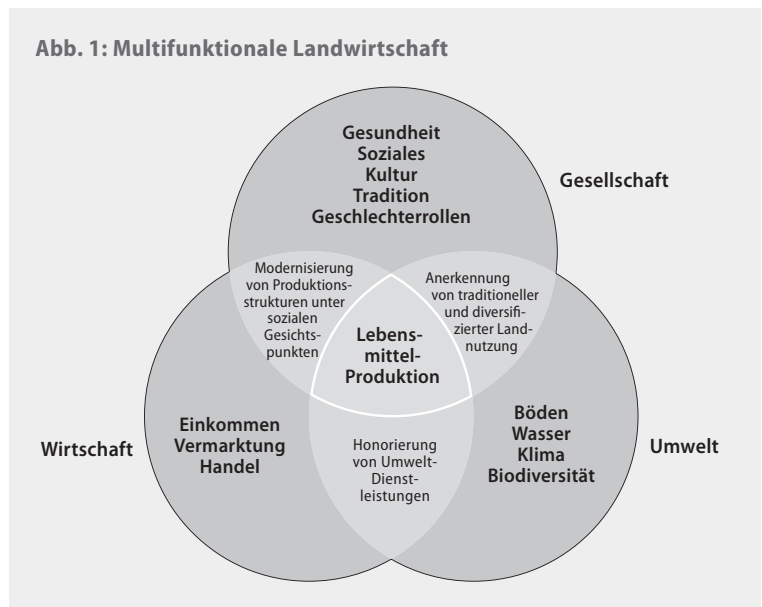 Abb. 1: Multifunktionale Landwirtschaft
Gesundheit
Soziales
Kultur
Tradition
Geschlechterrollen
Gesellschaft
Modernisierung
von Produktions-
strukturen unter
sozialen
Gesichts-
punkten
Anerkennung
von traditioneller
und diversifi-
zierter Land-
nutzung
Lebens-
mittel-
Produktion
Wirtschaft
Einkommen
Vermarktung
Handel
Honorierung
von Umwelt-
Dienst-
leistungen
Böden
Wasser
Klima
Biodiversität
Umwelt